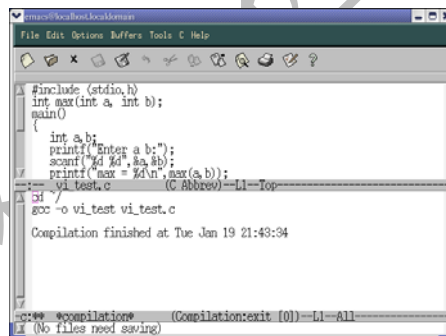 emacs@localhost.localdomain
File Edit Options Buffers Tools C Help
#include <stdio.h>
int max(int a, int b);
main()
{
int a,b;
printf("Enter a b:");
scanf("%d %d",&a,&b);
printf("max = %d\n",max(a,b));
--:-- vi_test.c (C Abbrev)--L1--Top
cd ~/
gcc -o vi_test vi_test.c
Compilation finished at Tue Jan 19 21:43:34
-c:** *compilation* (Compilation:exit [0])--L1--All
(No files need saving)